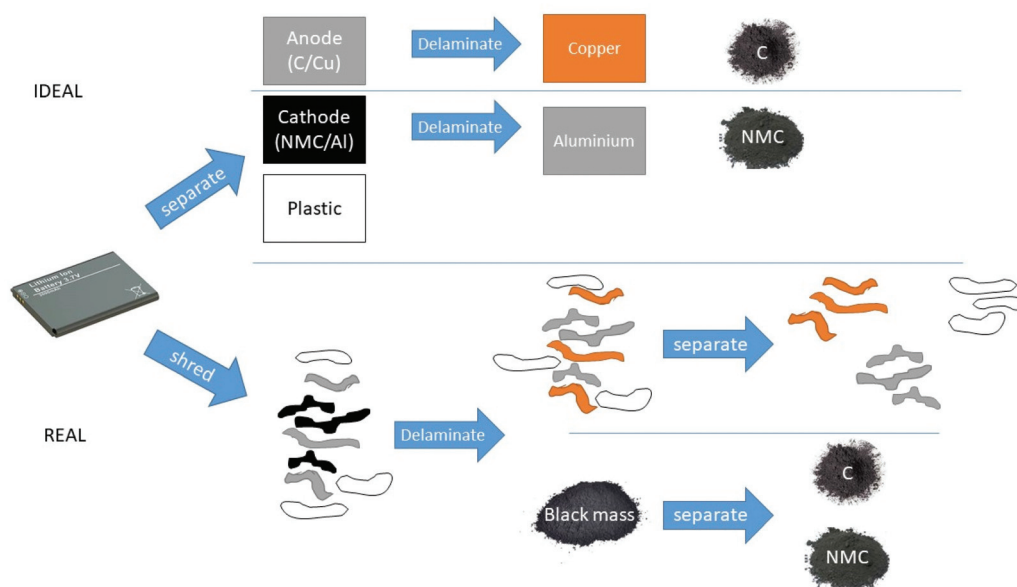 IDEAL
Anode
(C/Cu)
Delaminate
Copper
C
Cathode
(NMC/Al)
Delaminate
Aluminium
NMC
separate
Plastic
Lithium Ion
Battery 3.7V
shred
separate
REAL
Delaminate
C
Black mass
separate
NMC